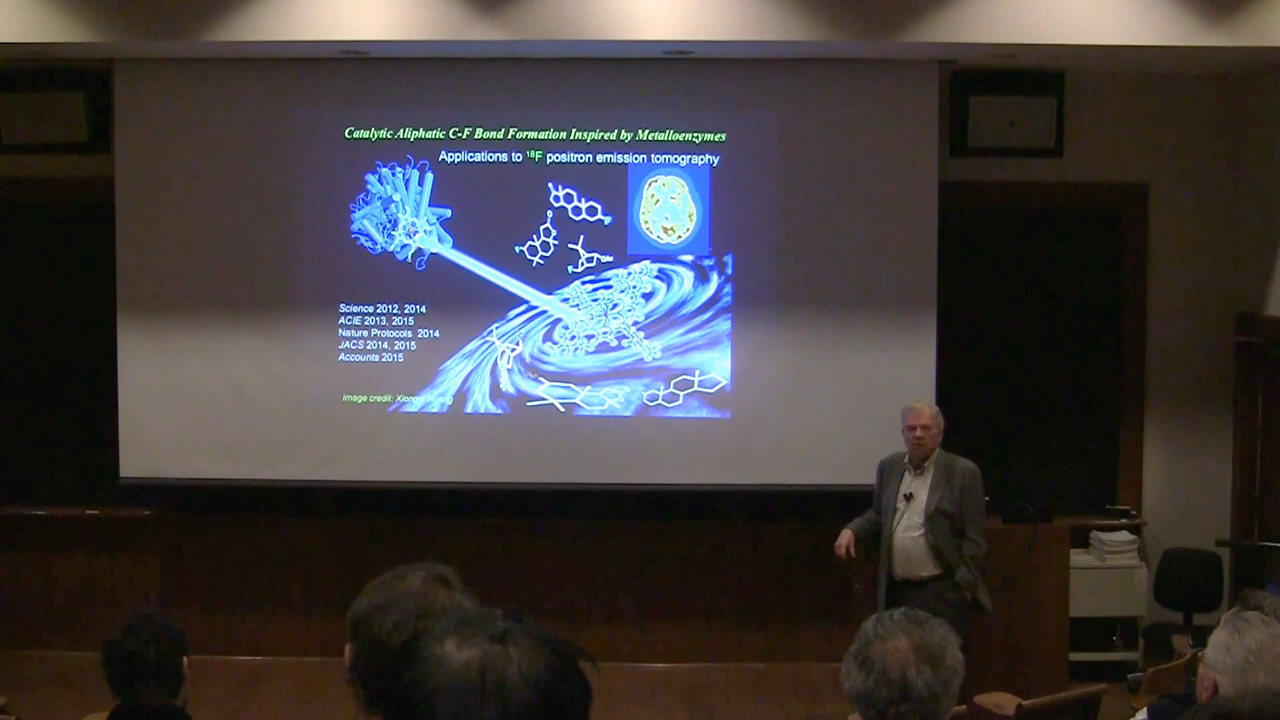 Catalytic Aliphatic C-F Bond Formation Inspired by Metalloenzymes
Applications to ¹⁸F positron emission tomography
Science 2012, 2014
ACIE 2013, 2015
Nature Protocols 2014
JACS 2014, 2015
Accounts 2015
Image credit: